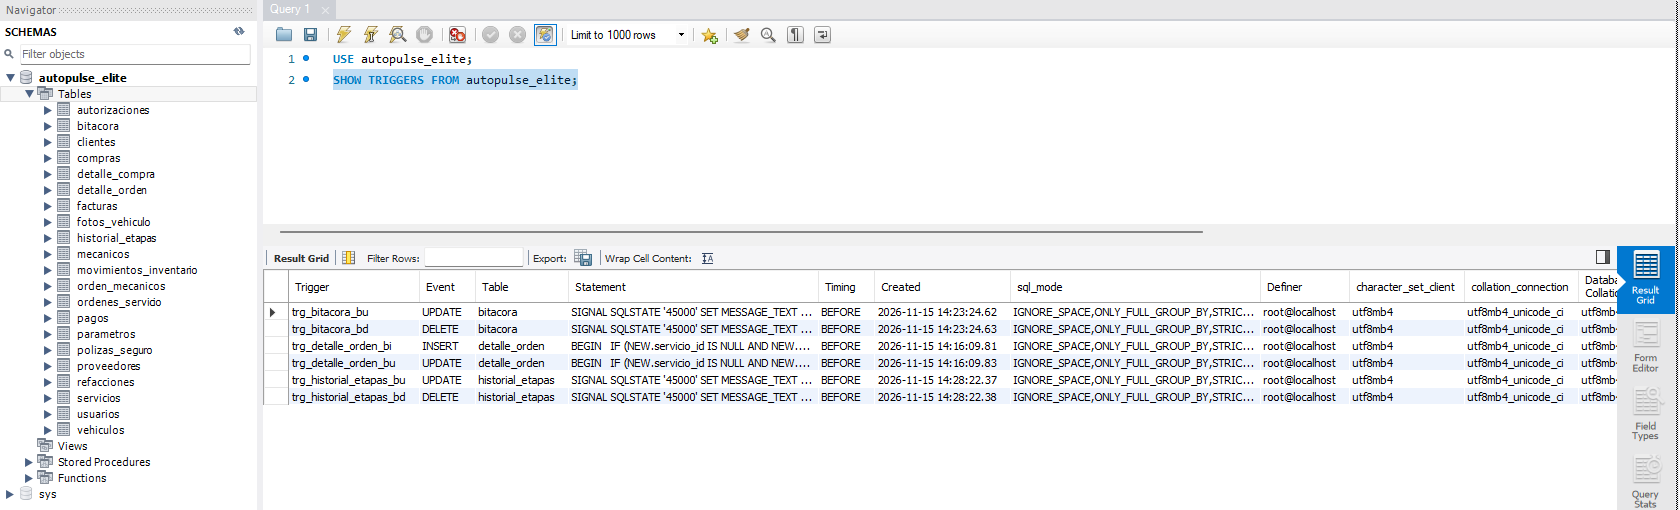 Navigator
SCHEMAS
Filter objects
autopulse_elite
Tables
autorizaciones
bitacora
clientes
compras
detalle_compra
detalle_orden
facturas
fotos_vehiculo
historial_etapas
mecanicos
movimientos_inventario
orden_mecanicos
ordenes_servido
pagos
parametros
polizas_seguro
proveedores
refacciones
servicios
usuarios
vehiculos
Views
Stored Procedures
Functions
sys
Query 1
Limit to 1000 rows
1 USE autopulse_elite;
2 SHOW TRIGGERS FROM autopulse_elite;
Result Grid Filter Rows: Export: Wrap Cell Content:
Trigger Event Table Statement Timing Created sql_mode Definer character_set_client collation_connection Databa Collatio
trg_bitacora_bu UPDATE bitacora SIGNAL SQLSTATE '45000' SET MESSAGE_TEXT ... BEFORE 2026-11-15 14:23:24.62 IGNORE_SPACE,ONLY_FULL_GROUP_BY,STRIC... root@localhost utf8mb4 utf8mb4_unicode_ci utf8mb
trg_bitacora_bd DELETE bitacora SIGNAL SQLSTATE '45000' SET MESSAGE_TEXT ... BEFORE 2026-11-15 14:23:24.63 IGNORE_SPACE,ONLY_FULL_GROUP_BY,STRIC... root@localhost utf8mb4 utf8mb4_unicode_ci utf8mb
trg_detalle_orden_bi INSERT detalle_orden BEGIN IF (NEW.servicio_id IS NULL AND NEW.... BEFORE 2026-11-15 14:16:09.81 IGNORE_SPACE,ONLY_FULL_GROUP_BY,STRIC... root@localhost utf8mb4 utf8mb4_unicode_ci utf8mb
trg_detalle_orden_bu UPDATE detalle_orden BEGIN IF (NEW.servicio_id IS NULL AND NEW.... BEFORE 2026-11-15 14:16:09.83 IGNORE_SPACE,ONLY_FULL_GROUP_BY,STRIC... root@localhost utf8mb4 utf8mb4_unicode_ci utf8mb
trg_historial_etapas_bu UPDATE historial_etapas SIGNAL SQLSTATE '45000' SET MESSAGE_TEXT ... BEFORE 2026-11-15 14:28:22.37 IGNORE_SPACE,ONLY_FULL_GROUP_BY,STRIC... root@localhost utf8mb4 utf8mb4_unicode_ci utf8mb
trg_historial_etapas_bd DELETE historial_etapas SIGNAL SQLSTATE '45000' SET MESSAGE_TEXT ... BEFORE 2026-11-15 14:28:22.38 IGNORE_SPACE,ONLY_FULL_GROUP_BY,STRIC... root@localhost utf8mb4 utf8mb4_unicode_ci utf8mb
Result
Grid
Form
Editor
Field
Types
Query
Stats